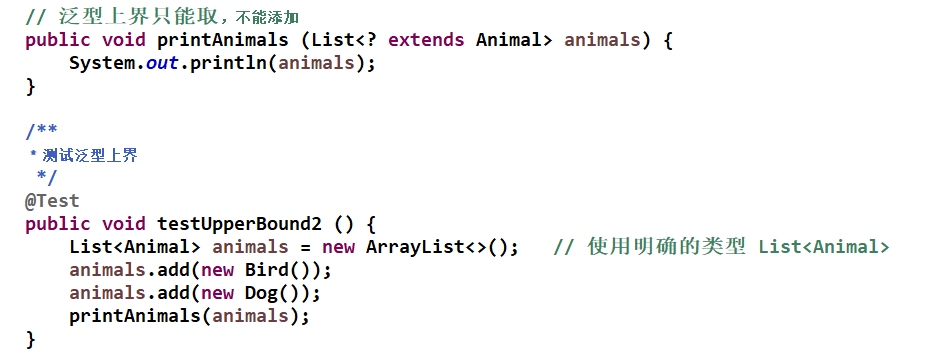 // 泛型上界只能取，不能添加
public void printAnimals (List<? extends Animal> animals) {
    System.out.println(animals);
}

/**
 * 测试泛型上界
 */
@Test
public void testUpperBound2 () {
    List<Animal> animals = new ArrayList<>();   // 使用明确的类型 List<Animal>
    animals.add(new Bird());
    animals.add(new Dog());
    printAnimals(animals);
}